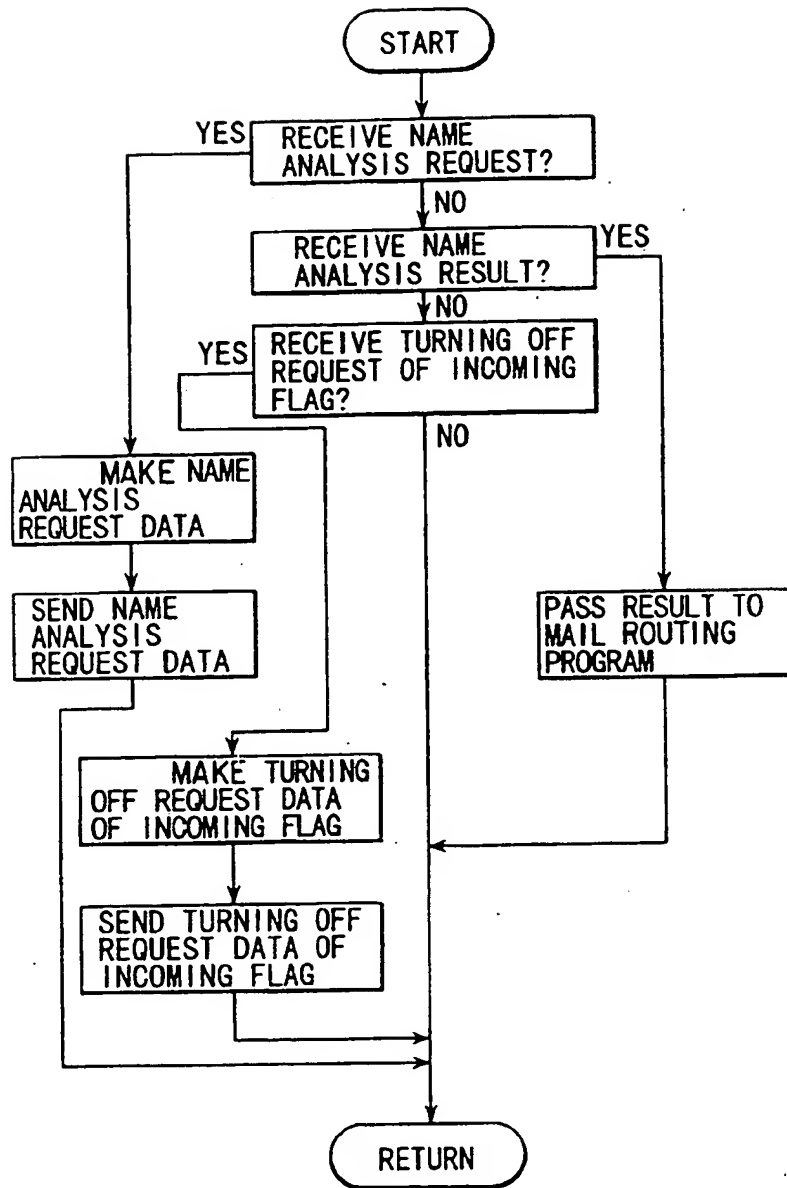 START
YES
RECEIVE NAME
ANALYSIS REQUEST?
NO
RECEIVE NAME
ANALYSIS RESULT?
YES
NO
YES
RECEIVE TURNING OFF
REQUEST OF INCOMING
FLAG?
NO
MAKE NAME
ANALYSIS
REQUEST DATA
SEND NAME
ANALYSIS
REQUEST DATA
PASS RESULT TO
MAIL ROUTING
PROGRAM
MAKE TURNING
OFF REQUEST DATA
OF INCOMING FLAG
SEND TURNING OFF
REQUEST DATA OF
INCOMING FLAG
RETURN